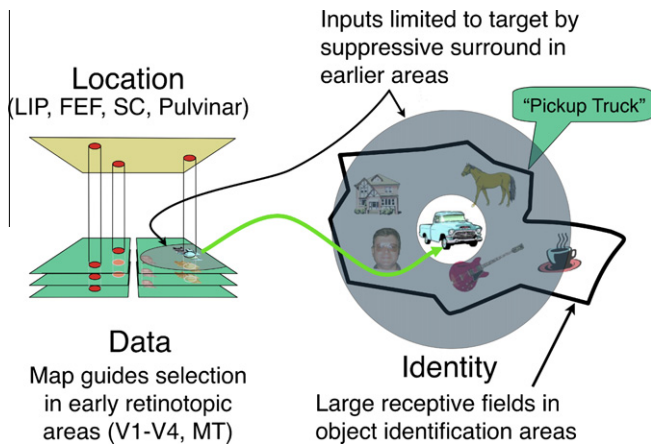 Location
(LIP, FEF, SC, Pulvinar)
Inputs limited to target by
suppressive surround in
earlier areas
“Pickup Truck”
Data
Map guides selection
in early retinotopic
areas (V1-V4, MT)
Identity
Large receptive fields in
object identification areas